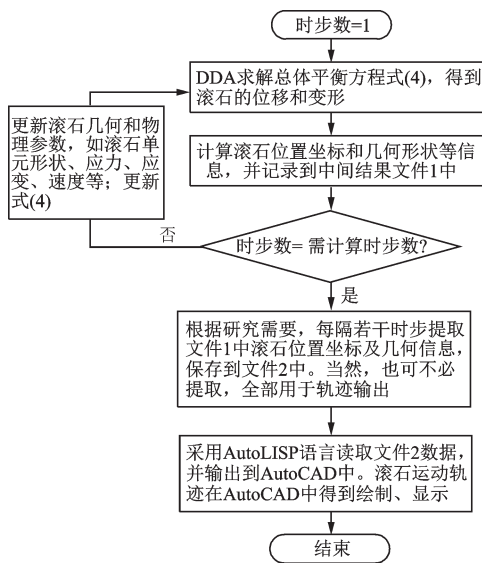 时步数=1
DDA求解总体平衡方程式(4)，得到
滚石的位移和变形
更新滚石几何和物
理参数，如滚石单
元形状、应力、应
变、速度等；更新
式(4)
计算滚石位置坐标和几何形状等信
息，并记录到中间结果文件1中
否
时步数= 需计算时步数?
是
根据研究需要，每隔若干时步提取
文件1中滚石位置坐标及几何信息，
保存到文件2中。当然，也可不必
提取，全部用于轨迹输出
采用AutoLISP语言读取文件2数据，
并输出到AutoCAD中。滚石运动轨
迹在AutoCAD中得到绘制、显示
结束